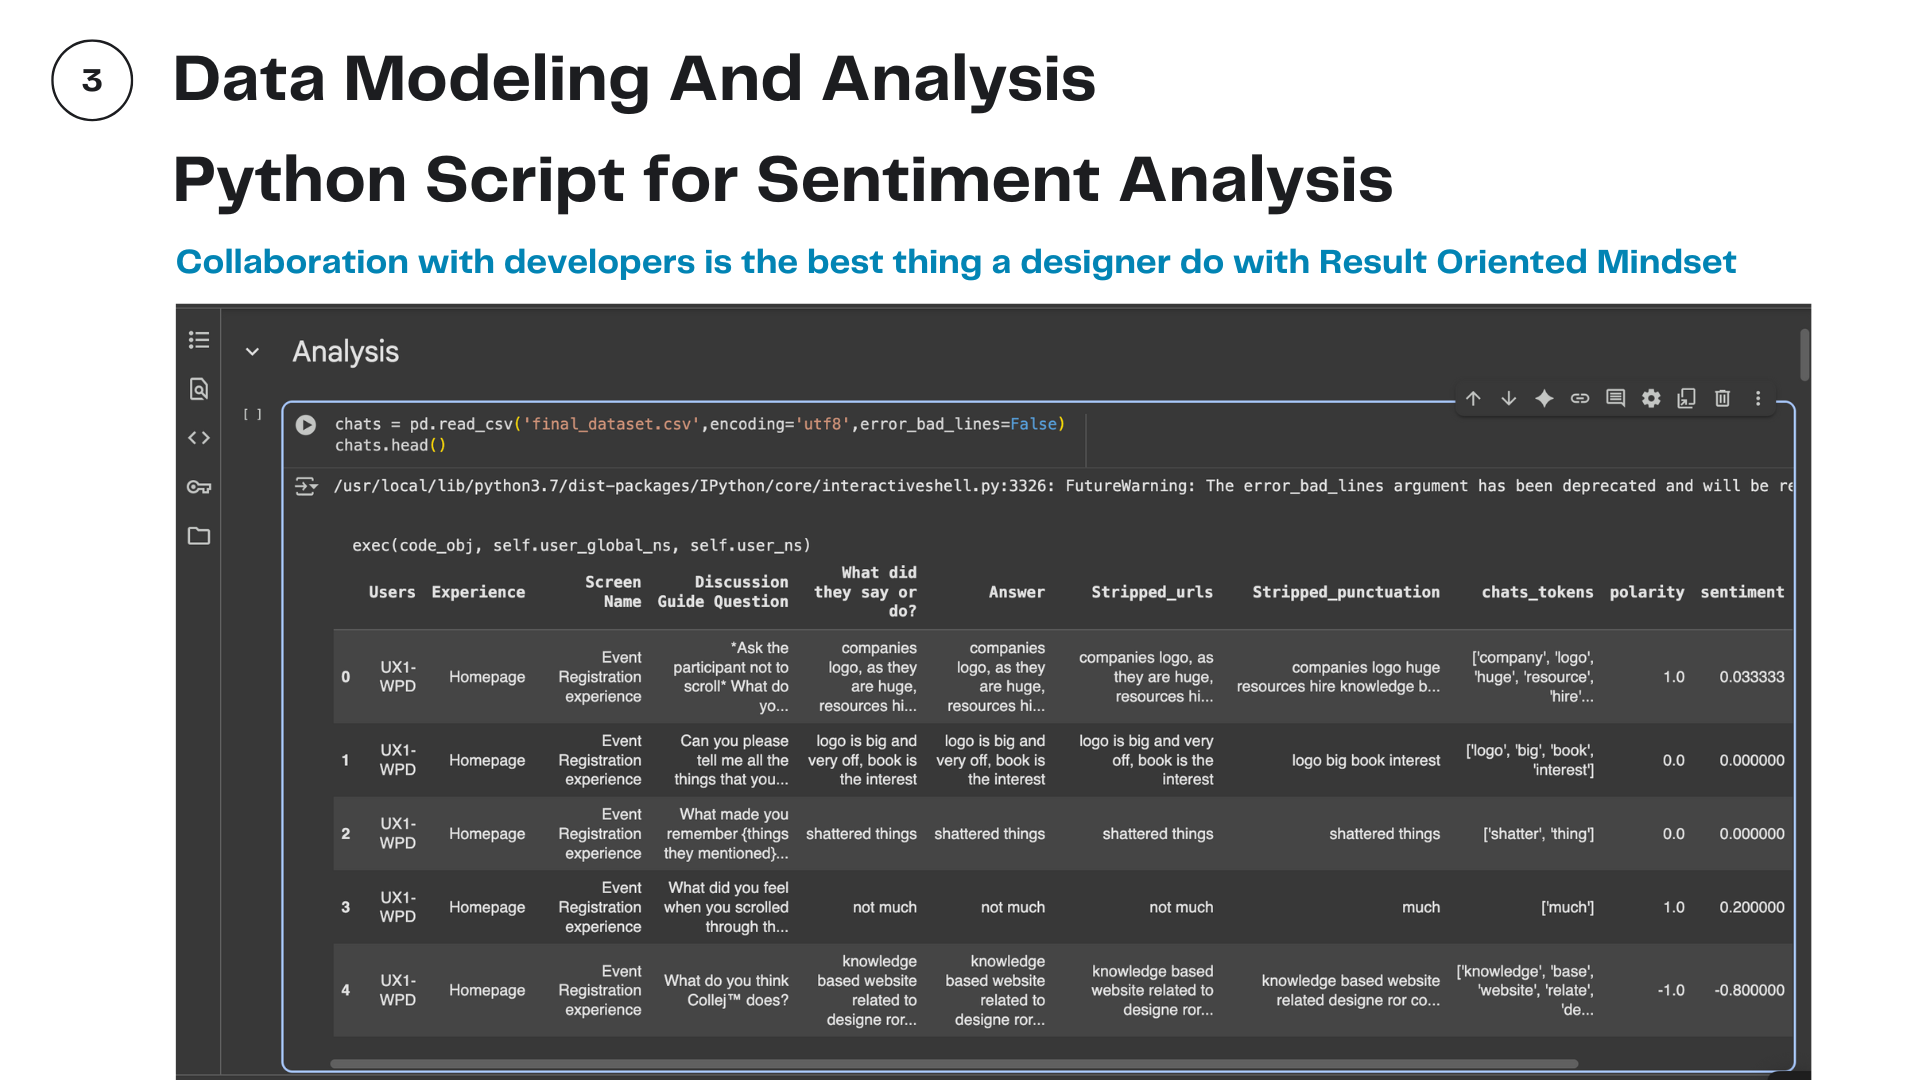 3
Data Modeling And Analysis
Python Script for Sentiment Analysis
Collaboration with developers is the best thing a designer do with Result Oriented Mindset
Analysis
[ ]
chats = pd.read_csv('final_dataset.csv',encoding='utf8',error_bad_lines=False)
chats.head()
/usr/local/lib/python3.7/dist-packages/IPython/core/interactiveshell.py:3326: FutureWarning: The error_bad_lines argument has been deprecated and will be re
exec(code_obj, self.user_global_ns, self.user_ns)
Users Experience Screen Name Discussion Guide Question What did they say or do? Answer Stripped_urls Stripped_punctuation chats_tokens polarity sentiment
0 UX1-WPD Homepage Event Registration experience *Ask the participant not to scroll* What do yo... companies logo, as they are huge, resources hi... companies logo, as they are huge, resources hi... companies logo, as they are huge, resources hi... companies logo huge resources hire knowledge b... ['company', 'logo', 'huge', 'resource', 'hire'... 1.0 0.033333
1 UX1-WPD Homepage Event Registration experience Can you please tell me all the things that you... logo is big and very off, book is the interest logo is big and very off, book is the interest logo is big and very off, book is the interest logo big book interest ['logo', 'big', 'book', 'interest'] 0.0 0.000000
2 UX1-WPD Homepage Event Registration experience What made you remember {things they mentioned}... shattered things shattered things shattered things shattered things ['shatter', 'thing'] 0.0 0.000000
3 UX1-WPD Homepage Event Registration experience What did you feel when you scrolled through th... not much not much not much much ['much'] 1.0 0.200000
4 UX1-WPD Homepage Event Registration experience What do you think Collej™ does? knowledge based website related to designe ror... knowledge based website related to designe ror... knowledge based website related to designe ror... knowledge based website related designe ror co... ['knowledge', 'base', 'website', 'relate', 'de... -1.0 -0.800000